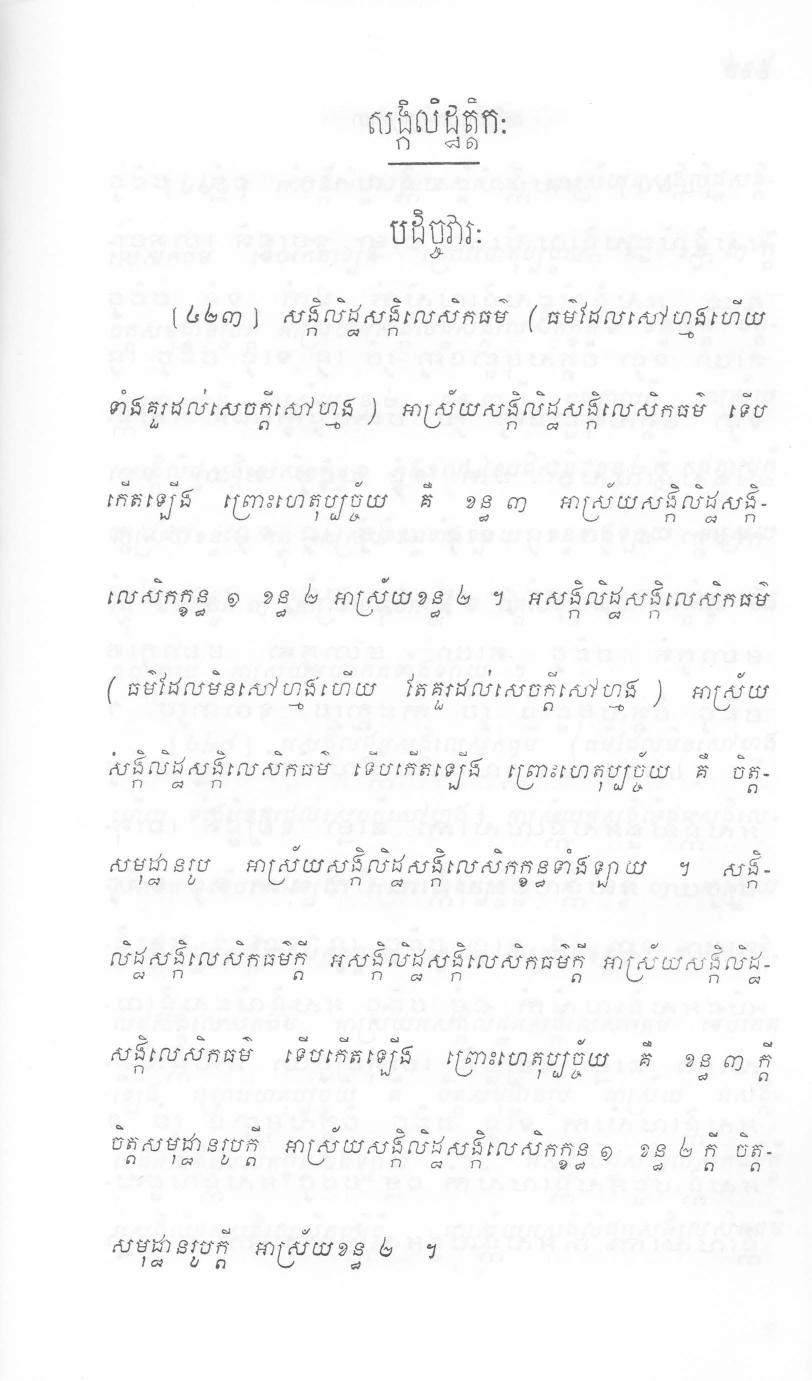 សង្កិលិដ្ឋត្តិកៈ
បដិច្ចវារៈ
[៤២៣] សង្កិលិដ្ឋសង្កិលេសិកធម៌ (ធម៌ដែលសៅហ្មងហើយ
ទាំងគួរដល់សេចក្តីសៅហ្មង) អាស្រ័យសង្កិលិដ្ឋសង្កិលេសិកធម៌ ទើប
កើតឡើង ព្រោះហេតុប្បច្ច័យ គឺ ខន្ធ ៣ អាស្រ័យសង្កិលិដ្ឋសង្កិ-
លេសិកក្ខន្ធ ១ ខន្ធ ២ អាស្រ័យខន្ធ ២ ។ អសង្កិលិដ្ឋសង្កិលេសិកធម៌
(ធម៌ដែលមិនសៅហ្មងហើយ តែគួរដល់សេចក្តីសៅហ្មង) អាស្រ័យ
សង្កិលិដ្ឋសង្កិលេសិកធម៌ ទើបកើតឡើង ព្រោះហេតុប្បច្ច័យ គឺ ចិត្ត-
សមុដ្ឋានរូប អាស្រ័យសង្កិលិដ្ឋសង្កិលេសិកក្ខន្ធទាំងឡាយ ។ សង្កិ-
លិដ្ឋសង្កិលេសិកធម៌ក្តី អសង្កិលិដ្ឋសង្កិលេសិកធម៌ក្តី អាស្រ័យសង្កិលិដ្ឋ-
សង្កិលេសិកធម៌ ទើបកើតឡើង ព្រោះហេតុប្បច្ច័យ គឺ ខន្ធ ៣ ក្តី
ចិត្តសមុដ្ឋានរូបក្តី អាស្រ័យសង្កិលិដ្ឋសង្កិលេសិកក្ខន្ធ ១ ខន្ធ ២ ក្តី ចិត្ត-
សមុដ្ឋានរូបក្តី អាស្រ័យខន្ធ ២ ។